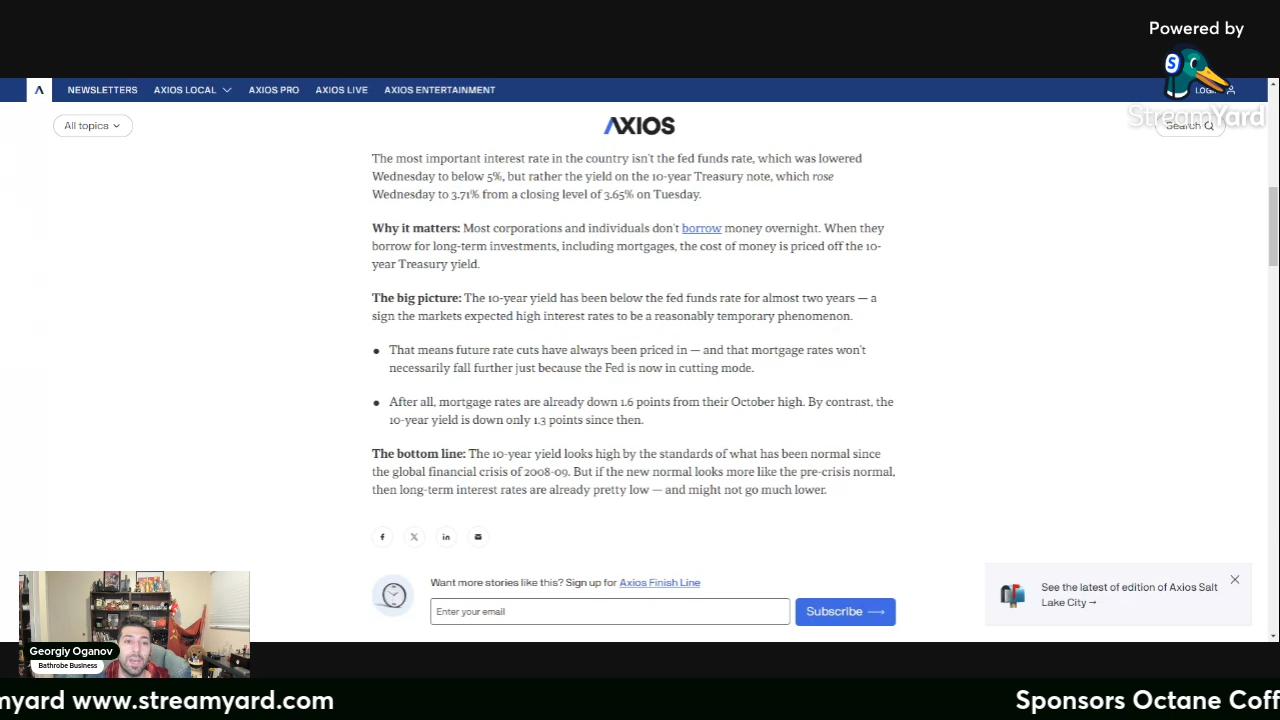 Powered by
StreamYard
NEWSLETTERS AXIOS LOCAL AXIOS PRO AXIOS LIVE AXIOS ENTERTAINMENT
All topics
AXIOS
Search
The most important interest rate in the country isn't the fed funds rate, which was lowered
Wednesday to below 5%, but rather the yield on the 10-year Treasury note, which rose
Wednesday to 3.71% from a closing level of 3.65% on Tuesday.
Why it matters: Most corporations and individuals don't borrow money overnight. When they
borrow for long-term investments, including mortgages, the cost of money is priced off the 10-
year Treasury yield.
The big picture: The 10-year yield has been below the fed funds rate for almost two years — a
sign the markets expected high interest rates to be a reasonably temporary phenomenon.
• That means future rate cuts have always been priced in — and that mortgage rates won't
necessarily fall further just because the Fed is now in cutting mode.
• After all, mortgage rates are already down 1.6 points from their October high. By contrast, the
10-year yield is down only 1.3 points since then.
The bottom line: The 10-year yield looks high by the standards of what has been normal since
the global financial crisis of 2008-09. But if the new normal looks more like the pre-crisis normal,
then long-term interest rates are already pretty low — and might not go much lower.
Want more stories like this? Sign up for Axios Finish Line
Enter your email
Subscribe →
See the latest of edition of Axios Salt
Lake City →
Georgiy Oganov
Bathrobe Business
myard www.streamyard.com
Sponsors Octane Coff